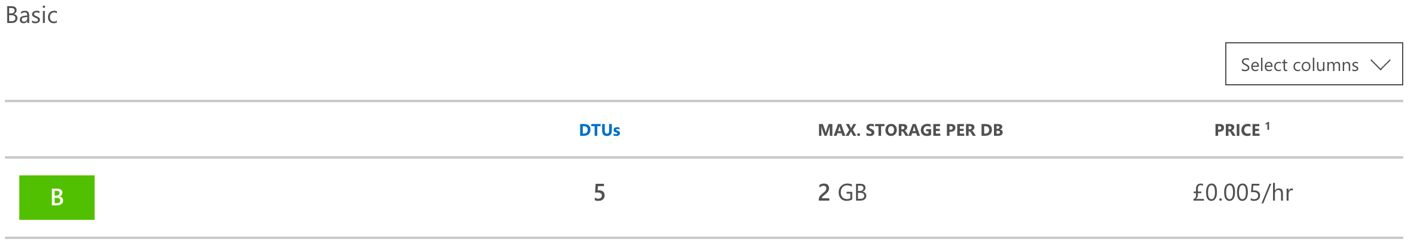 Basic
Select columns
DTUs MAX. STORAGE PER DB PRICE ¹
B 5 2 GB £0.005/hr